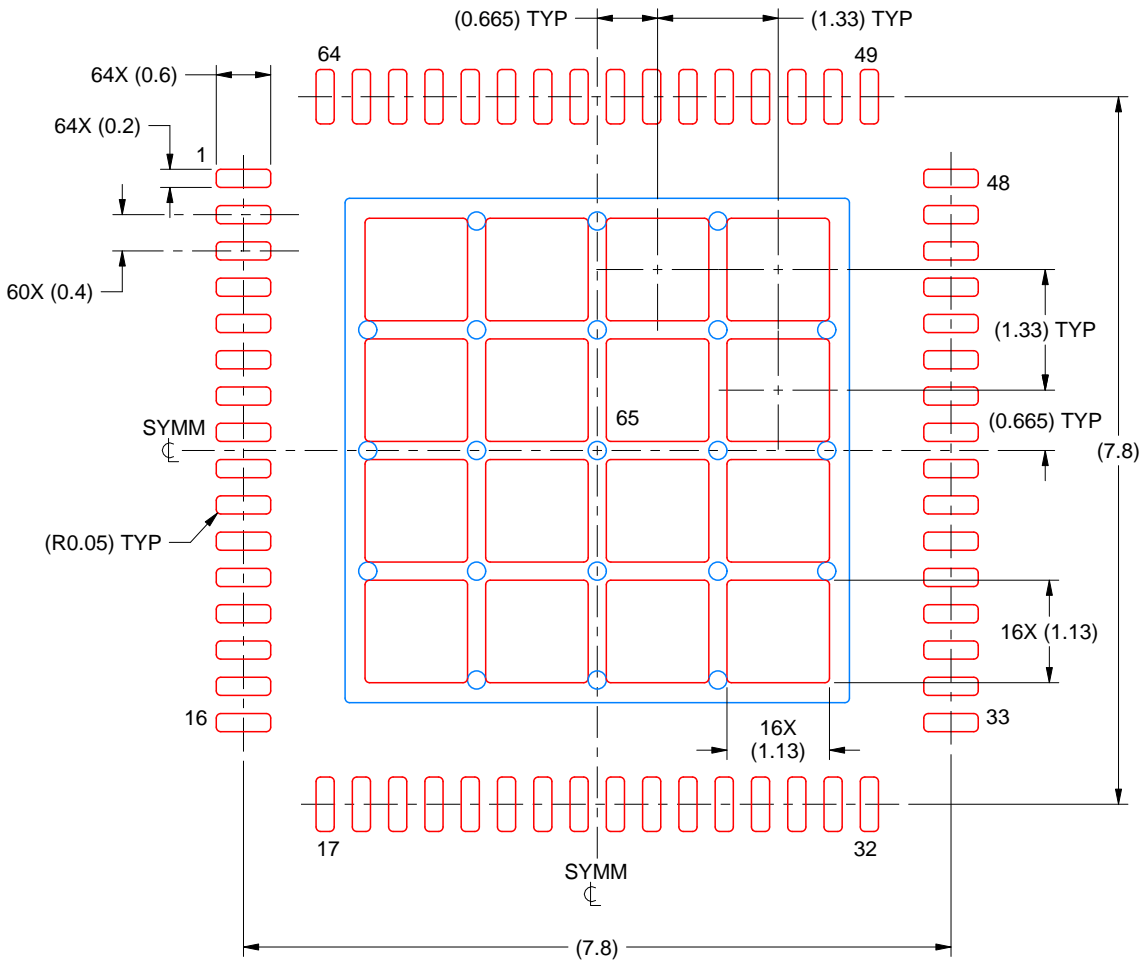 (0.665) TYP
(1.33) TYP
64
49
64X (0.6)
64X (0.2)
1
48
60X (0.4)
(1.33) TYP
65
(0.665) TYP
SYMM
℄
(7.8)
(R0.05) TYP
16X (1.13)
16
33
16X
(1.13)
17
32
SYMM
℄
(7.8)